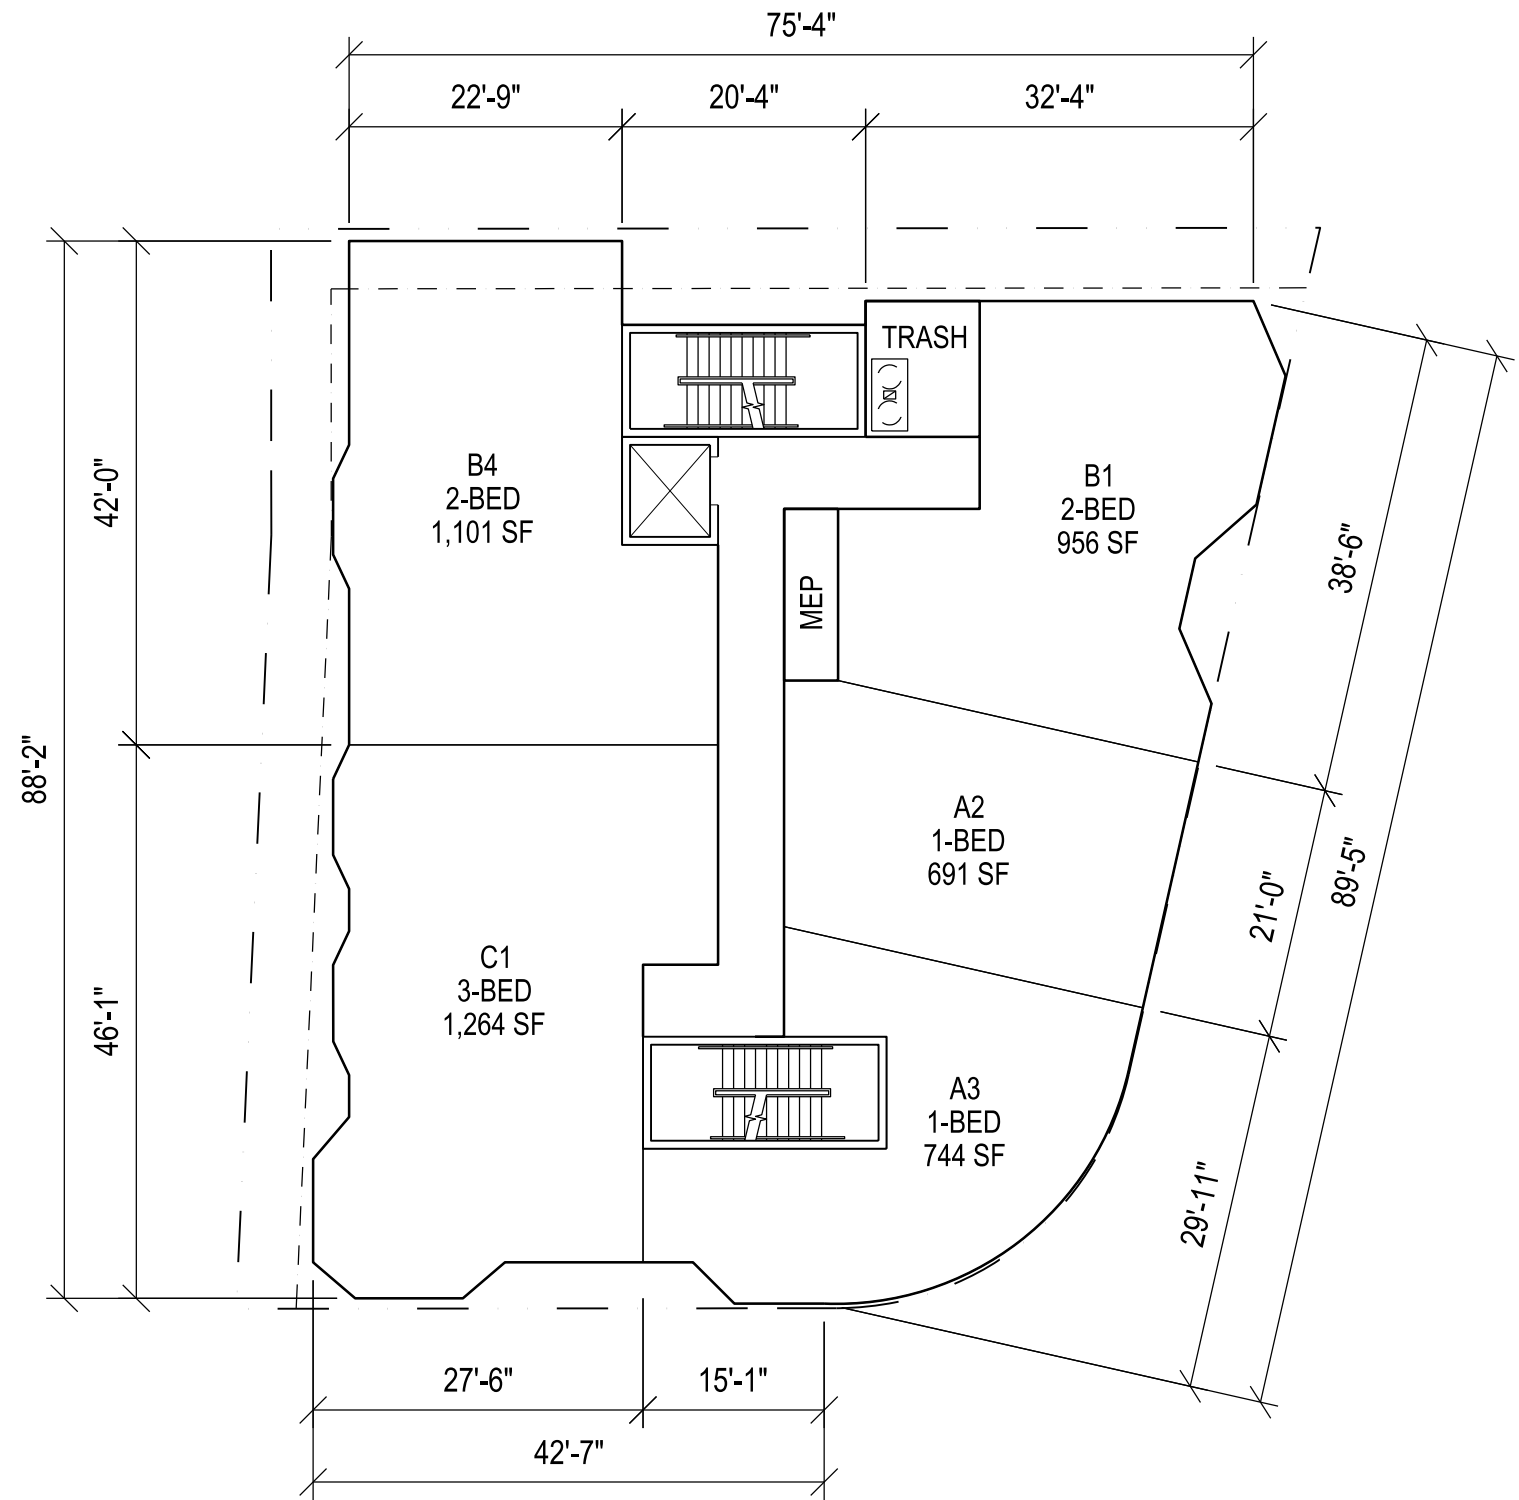 75'-4"
22'-9"
20'-4"
32'-4"
TRASH
B4
2-BED
1,101 SF
B1
2-BED
956 SF
42'-0"
38'-6"
MEP
88'-2"
A2
1-BED
691 SF
89'-5"
21'-0"
C1
3-BED
1,264 SF
46'-1"
A3
1-BED
744 SF
29'-11"
27'-6"
15'-1"
42'-7"